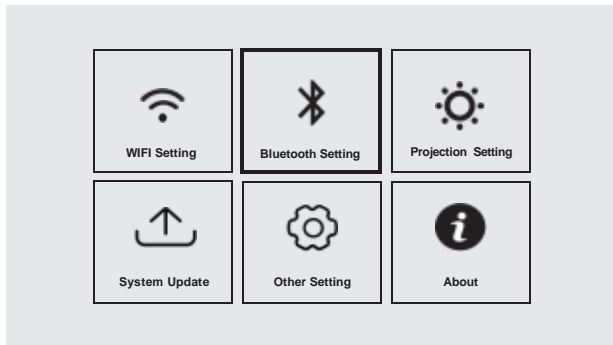 WIFI Setting
Bluetooth Setting
Projection Setting
System Update
Other Setting
About